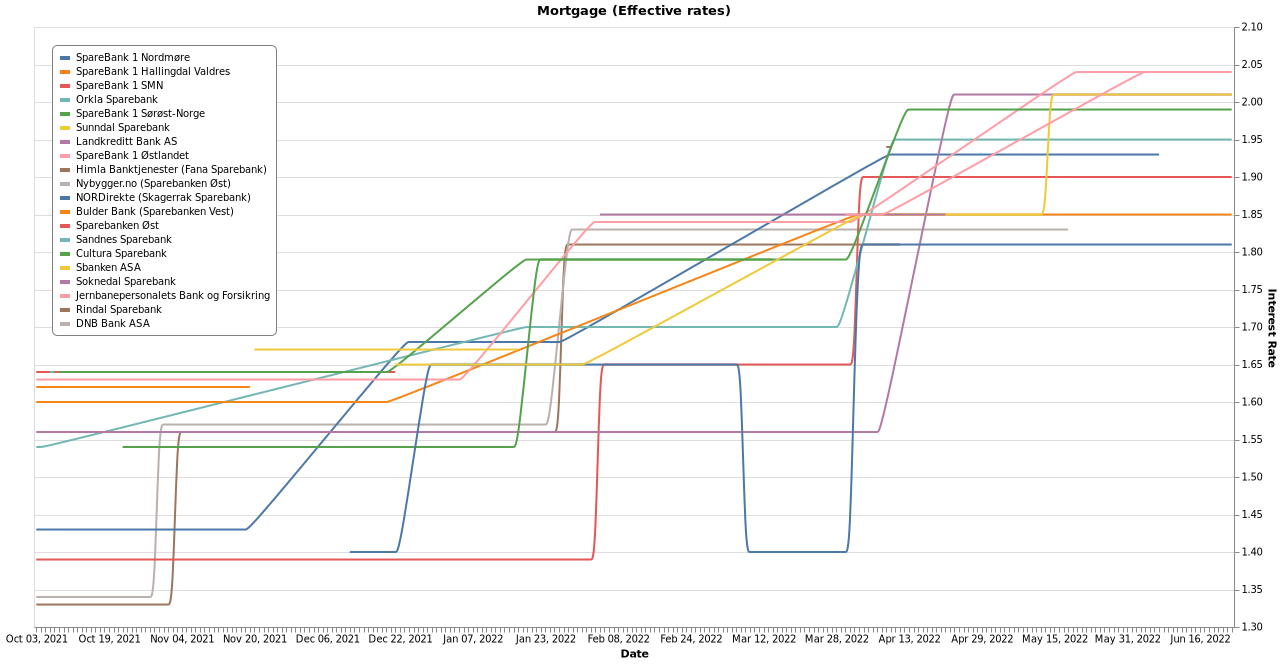 Mortgage (Effective rates)
SpareBank 1 Nordmøre
SpareBank 1 Hallingdal Valdres
SpareBank 1 SMN
Orkla Sparebank
SpareBank 1 Sørøst-Norge
Sunndal Sparebank
Landkreditt Bank AS
SpareBank 1 Østlandet
Himla Banktjenester (Fana Sparebank)
Nybygger.no (Sparebanken Øst)
NORDirekte (Skagerrak Sparebank)
Bulder Bank (Sparebanken Vest)
Sparebanken Øst
Sandnes Sparebank
Cultura Sparebank
Sbanken ASA
Soknedal Sparebank
Jernbanepersonalets Bank og Forsikring
Rindal Sparebank
DNB Bank ASA
2.10
2.05
2.00
1.95
1.90
1.85
1.80
1.75
1.70
1.65
1.60
1.55
1.50
1.45
1.40
1.35
1.30
Interest Rate
Oct 03, 2021 Oct 19, 2021 Nov 04, 2021 Nov 20, 2021 Dec 06, 2021 Dec 22, 2021 Jan 07, 2022 Jan 23, 2022 Feb 08, 2022 Feb 24, 2022 Mar 12, 2022 Mar 28, 2022 Apr 13, 2022 Apr 29, 2022 May 15, 2022 May 31, 2022 Jun 16, 2022
Date